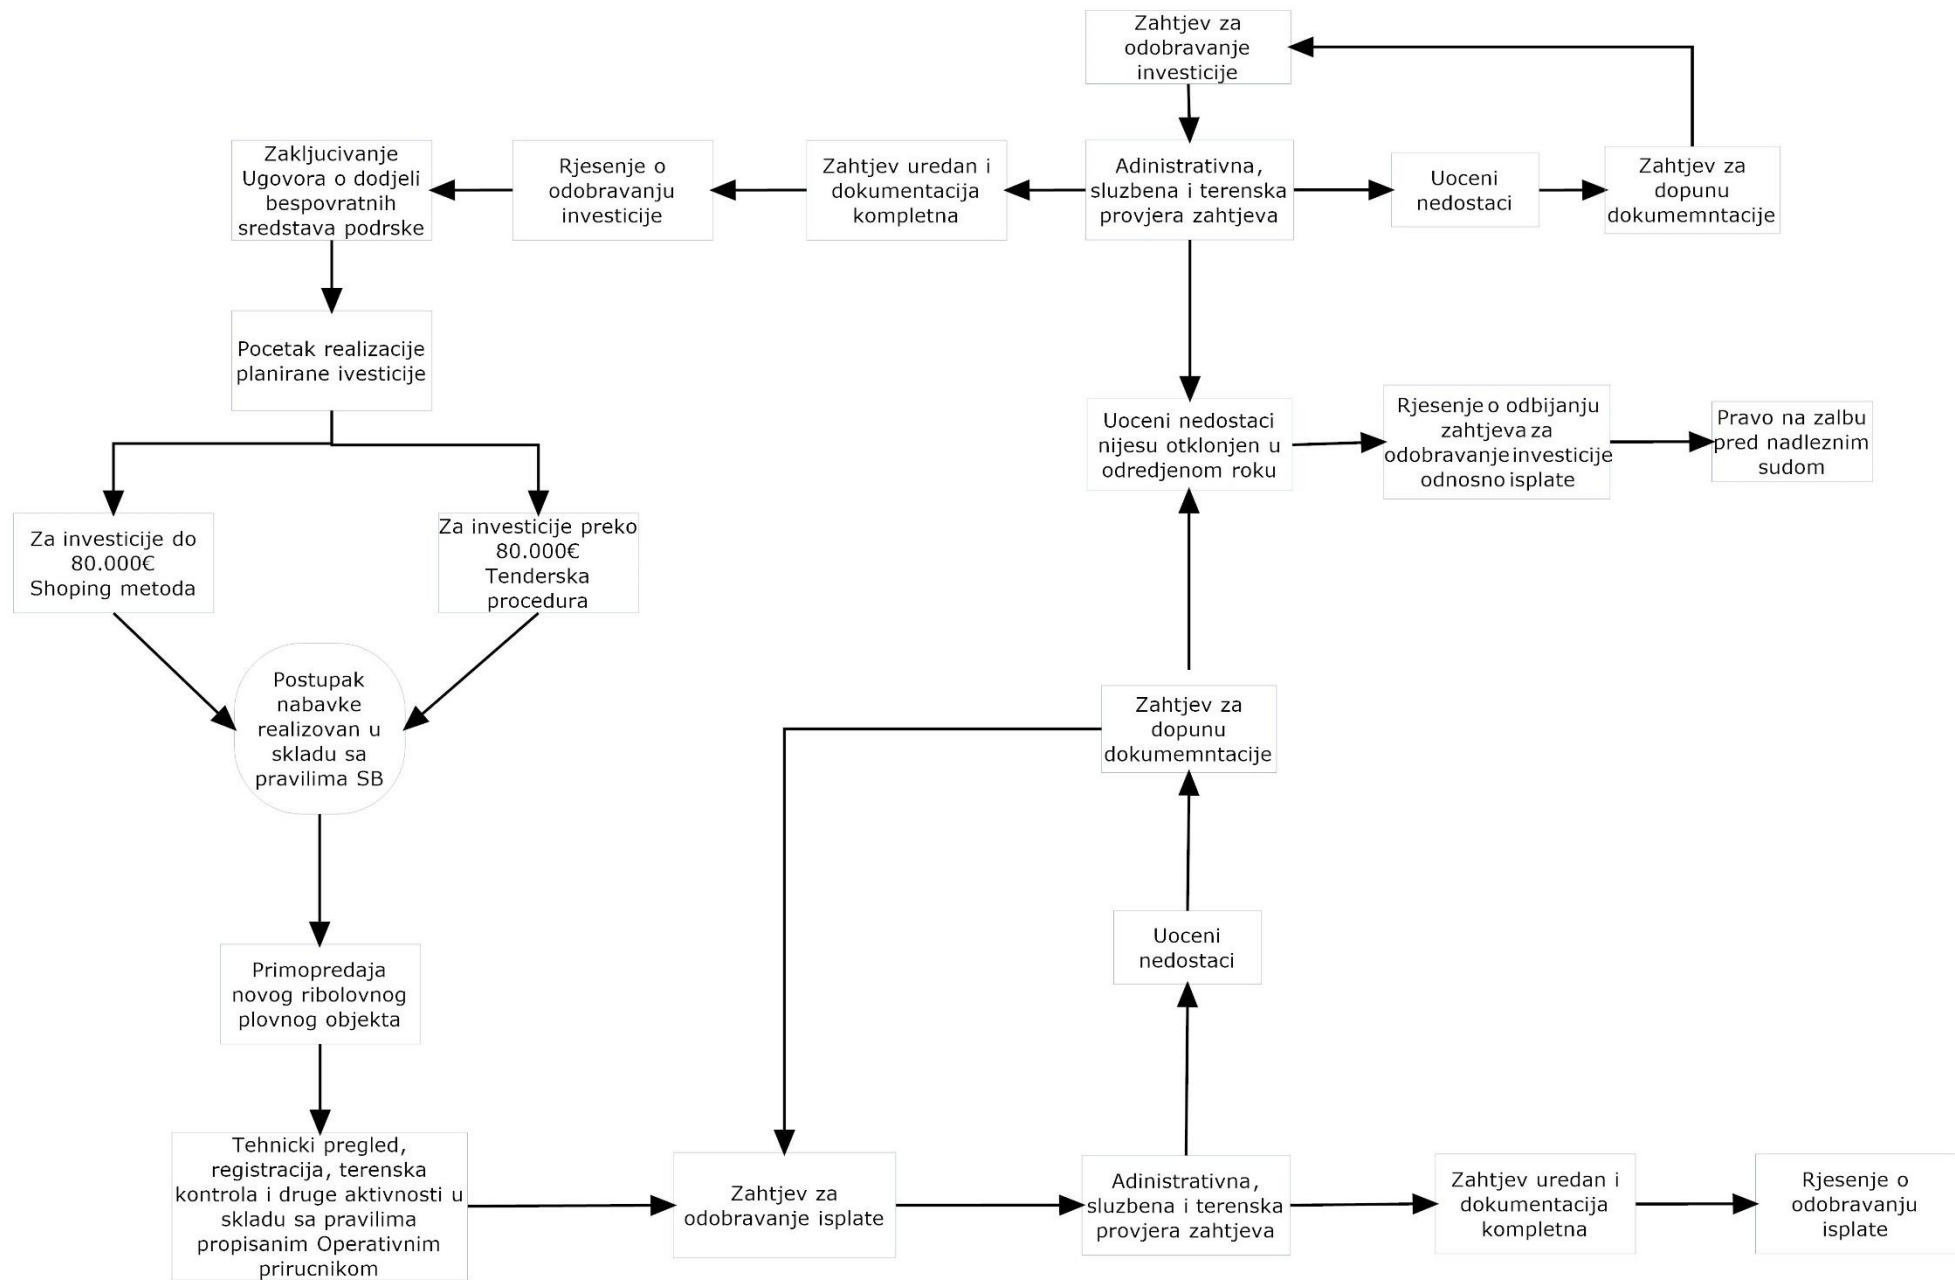 Zahtjev za
odobravanje
investicije
Zakljucivanje
Ugovora o dodjeli
bespovratnih
sredstava podrske
Rjesenje o
odobravanju
investicije
Zahtjev uredan i
dokumentacija
kompletna
Adinistrativna,
sluzbena i terenska
provjera zahtjeva
Uoceni
nedostaci
Zahtjev za
dopunu
dokumemntacije
Pocetak realizacije
planirane ivesticije
Uoceni nedostaci
nijesu otklonjen u
odredjenom roku
Rjesenje o odbijanju
zahtjeva za
odobravanje investicije
odnosno isplate
Pravo na zalbu
pred nadleznim
sudom
Za investicije do
80.000€
Shoping metoda
Za investicije preko
80.000€
Tenderska
procedura
Postupak
nabavke
realizovan u
skladu sa
pravilima SB
Zahtjev za
dopunu
dokumemntacije
Primopredaja
novog ribolovnog
plovnog objekta
Uoceni
nedostaci
Tehnicki pregled,
registracija, terenska
kontrola i druge aktivnosti u
skladu sa pravilima
propisanim Operativnim
prirucnikom
Zahtjev za
odobravanje isplate
Adinistrativna,
sluzbena i terenska
provjera zahtjeva
Zahtjev uredan i
dokumentacija
kompletna
Rjesenje o
odobravanju
isplate